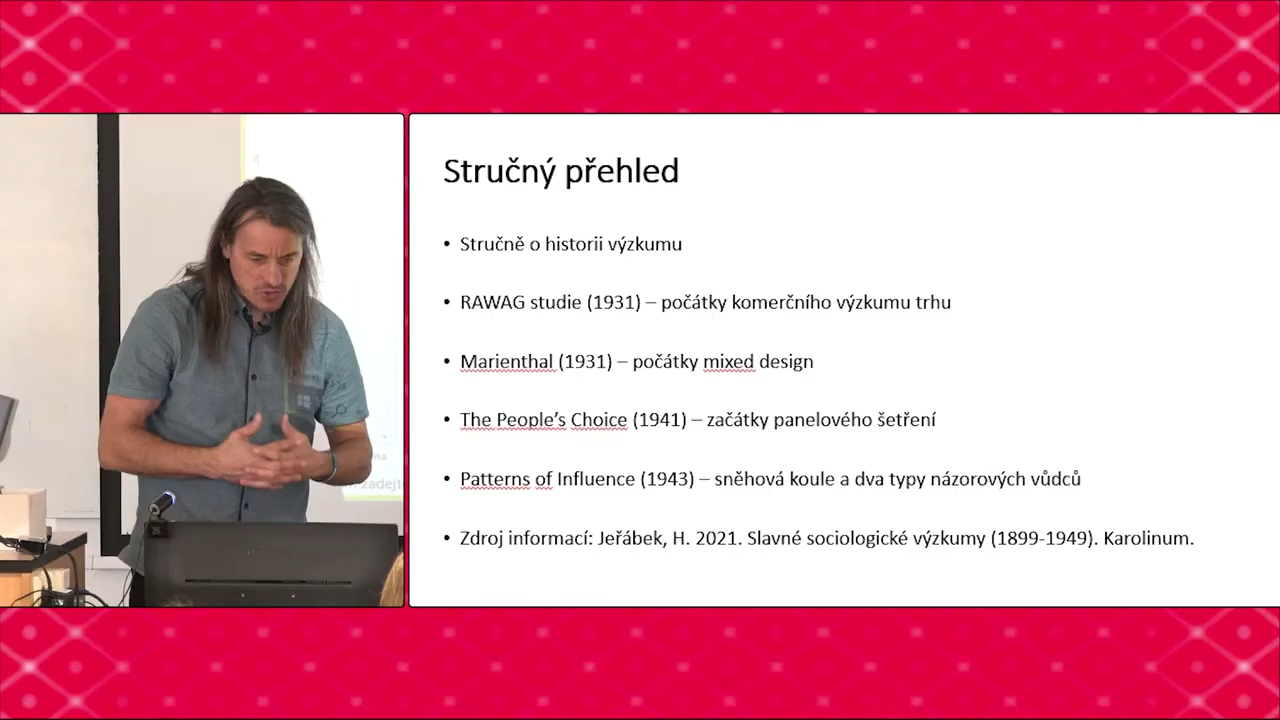 Stručný přehled
• Stručně o historii výzkumu
• RAWAG studie (1931) – počátky komerčního výzkumu trhu
• Marienthal (1931) – počátky mixed design
• The People’s Choice (1941) – začátky panelového šetření
• Patterns of Influence (1943) – sněhová koule a dva typy názorových vůdců
• Zdroj informací: Jeřábek, H. 2021. Slavné sociologické výzkumy (1899-1949). Karolinum.
4
zadejt